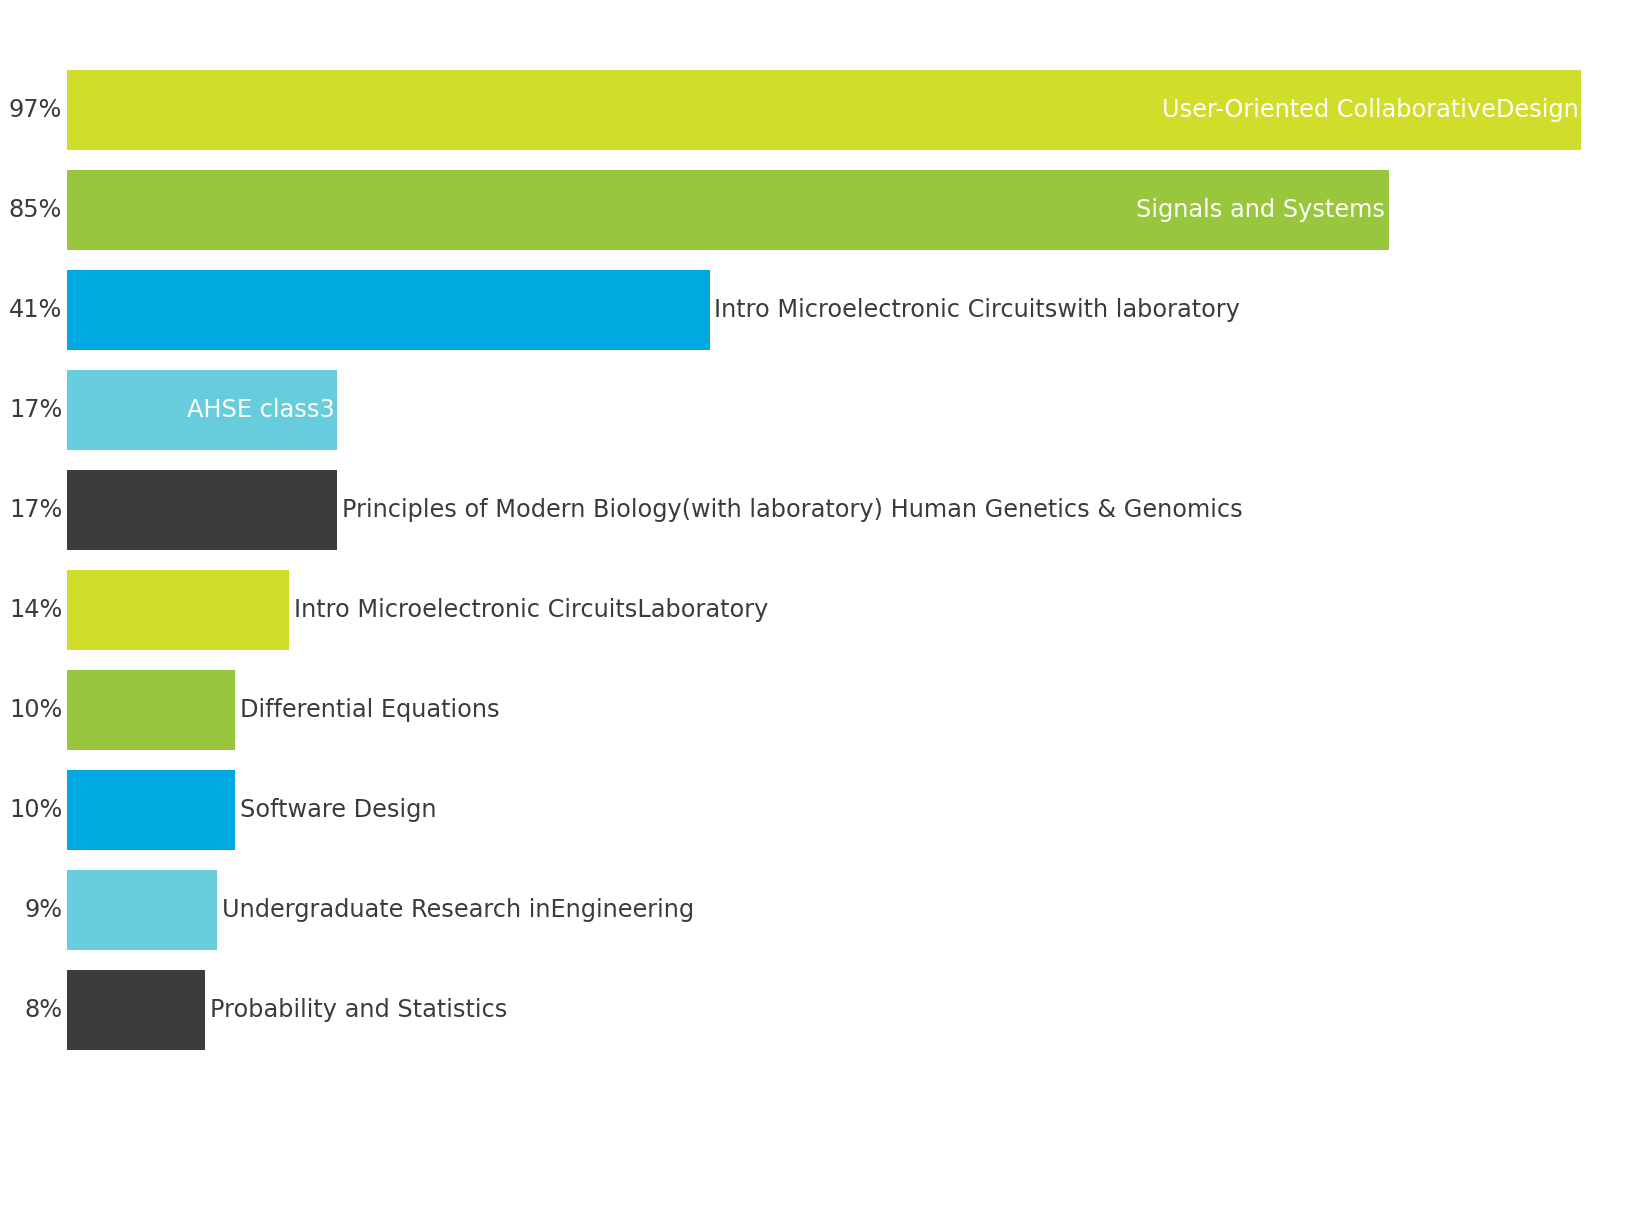 97% User-Oriented CollaborativeDesign
85% Signals and Systems
41% Intro Microelectronic Circuitswith laboratory
17% AHSE class3
17% Principles of Modern Biology(with laboratory) Human Genetics & Genomics
14% Intro Microelectronic CircuitsLaboratory
10% Differential Equations
10% Software Design
9% Undergraduate Research inEngineering
8% Probability and Statistics